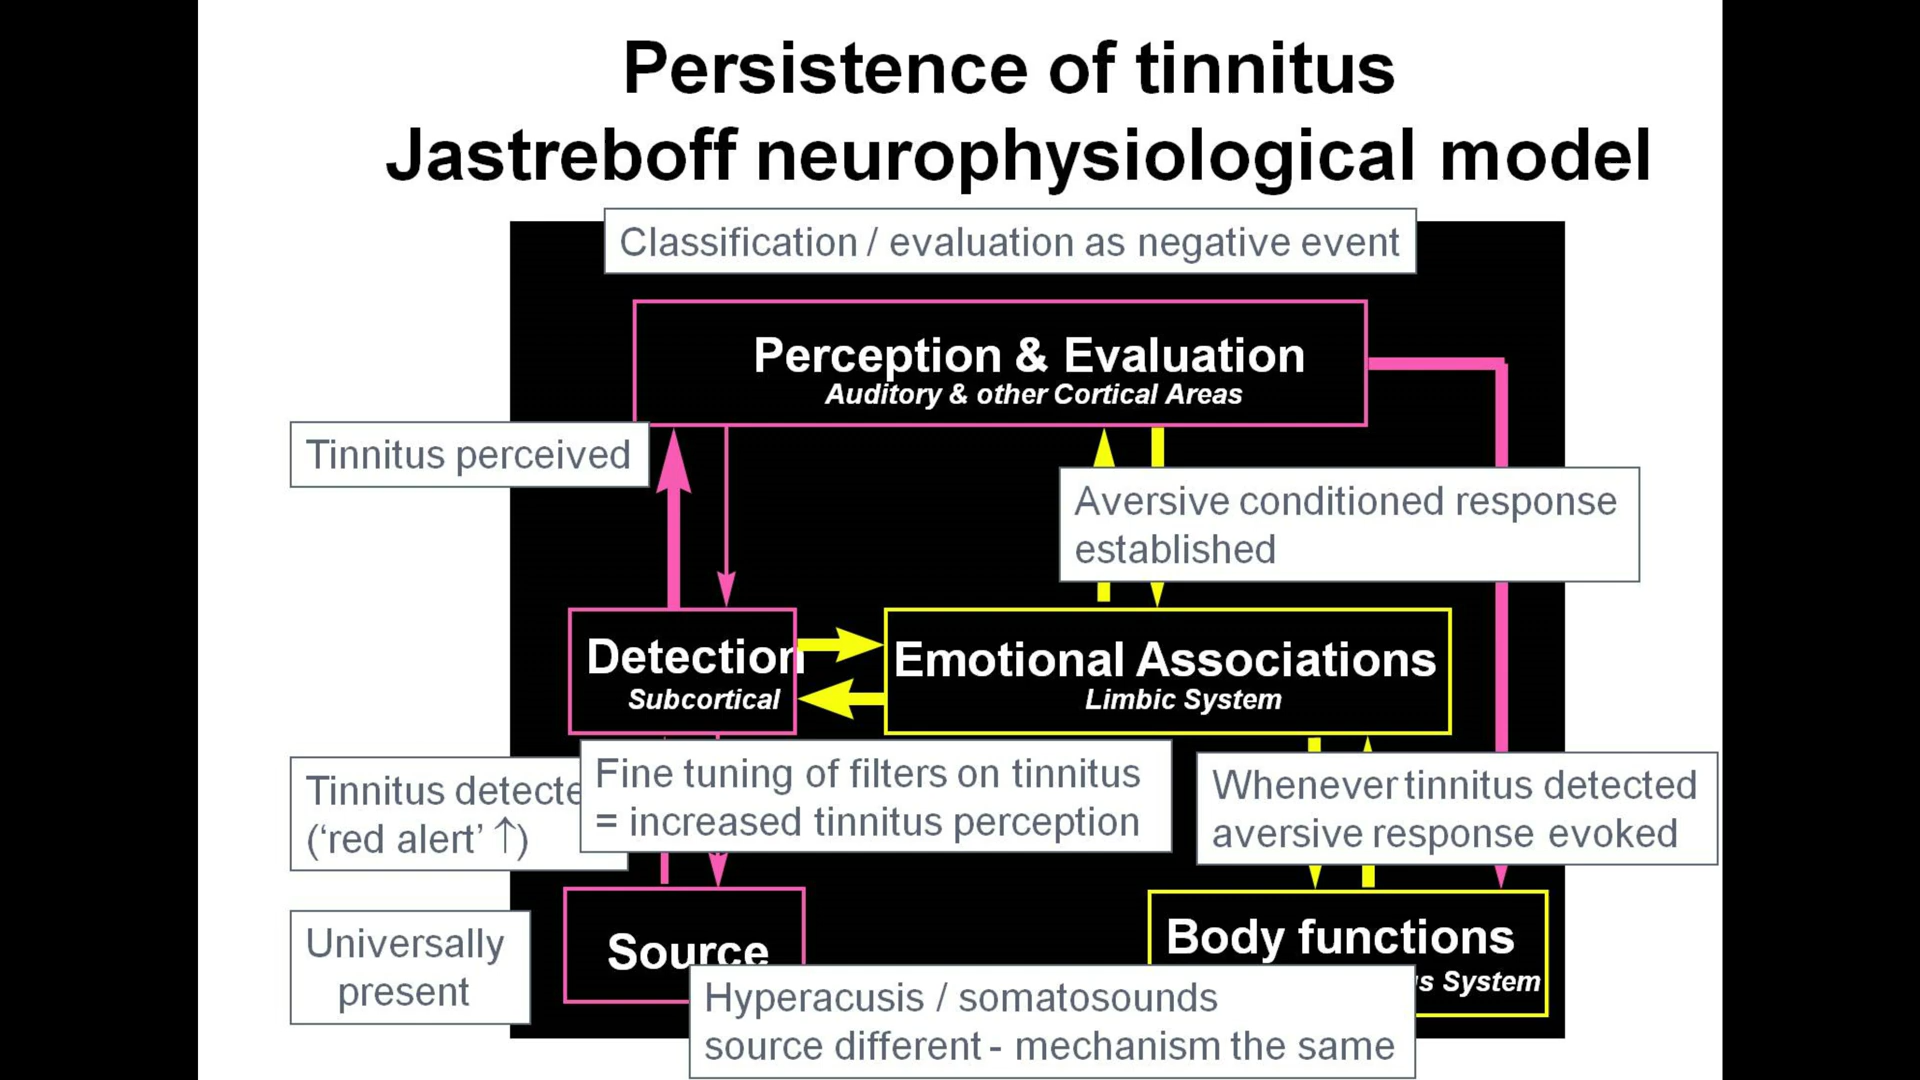 Persistence of tinnitus
Jastreboff neurophysiological model
Classification / evaluation as negative event
Perception & Evaluation
Auditory & other Cortical Areas
Tinnitus perceived
Aversive conditioned response
established
Detection
Subcortical
Emotional Associations
Limbic System
Tinnitus detecte
(‘red alert’ ↑)
Fine tuning of filters on tinnitus
= increased tinnitus perception
Whenever tinnitus detected
aversive response evoked
Universally
present
Source
Body functions
s System
Hyperacusis / somatosounds
source different - mechanism the same